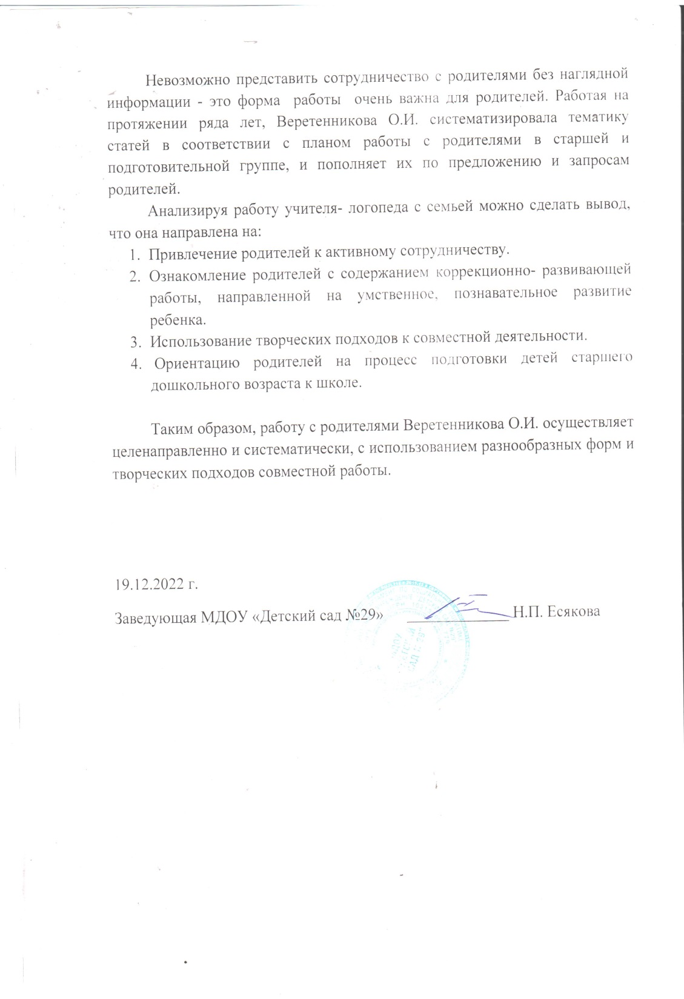 Невозможно представить сотрудничество с родителями без наглядной
информации - это форма работы очень важна для родителей. Работая на
протяжении ряда лет, Веретенникова О.И. систематизировала тематику
статей в соответствии с планом работы с родителями в старшей и
подготовительной группе, и пополняет их по предложению и запросам
родителей.
Анализируя работу учителя- логопеда с семьей можно сделать вывод,
что она направлена на:
1. Привлечение родителей к активному сотрудничеству.
2. Ознакомление родителей с содержанием коррекционно- развивающей
работы, направленной на умственное, познавательное развитие
ребенка.
3. Использование творческих подходов к совместной деятельности.
4. Ориентацию родителей на процесс подготовки детей старшего
дошкольного возраста к школе.
Таким образом, работу с родителями Веретенникова О.И. осуществляет
целенаправленно и систематически, с использованием разнообразных форм и
творческих подходов совместной работы.
19.12.2022 г.
Заведующая МДОУ «Детский сад №29» Н.П. Есякова